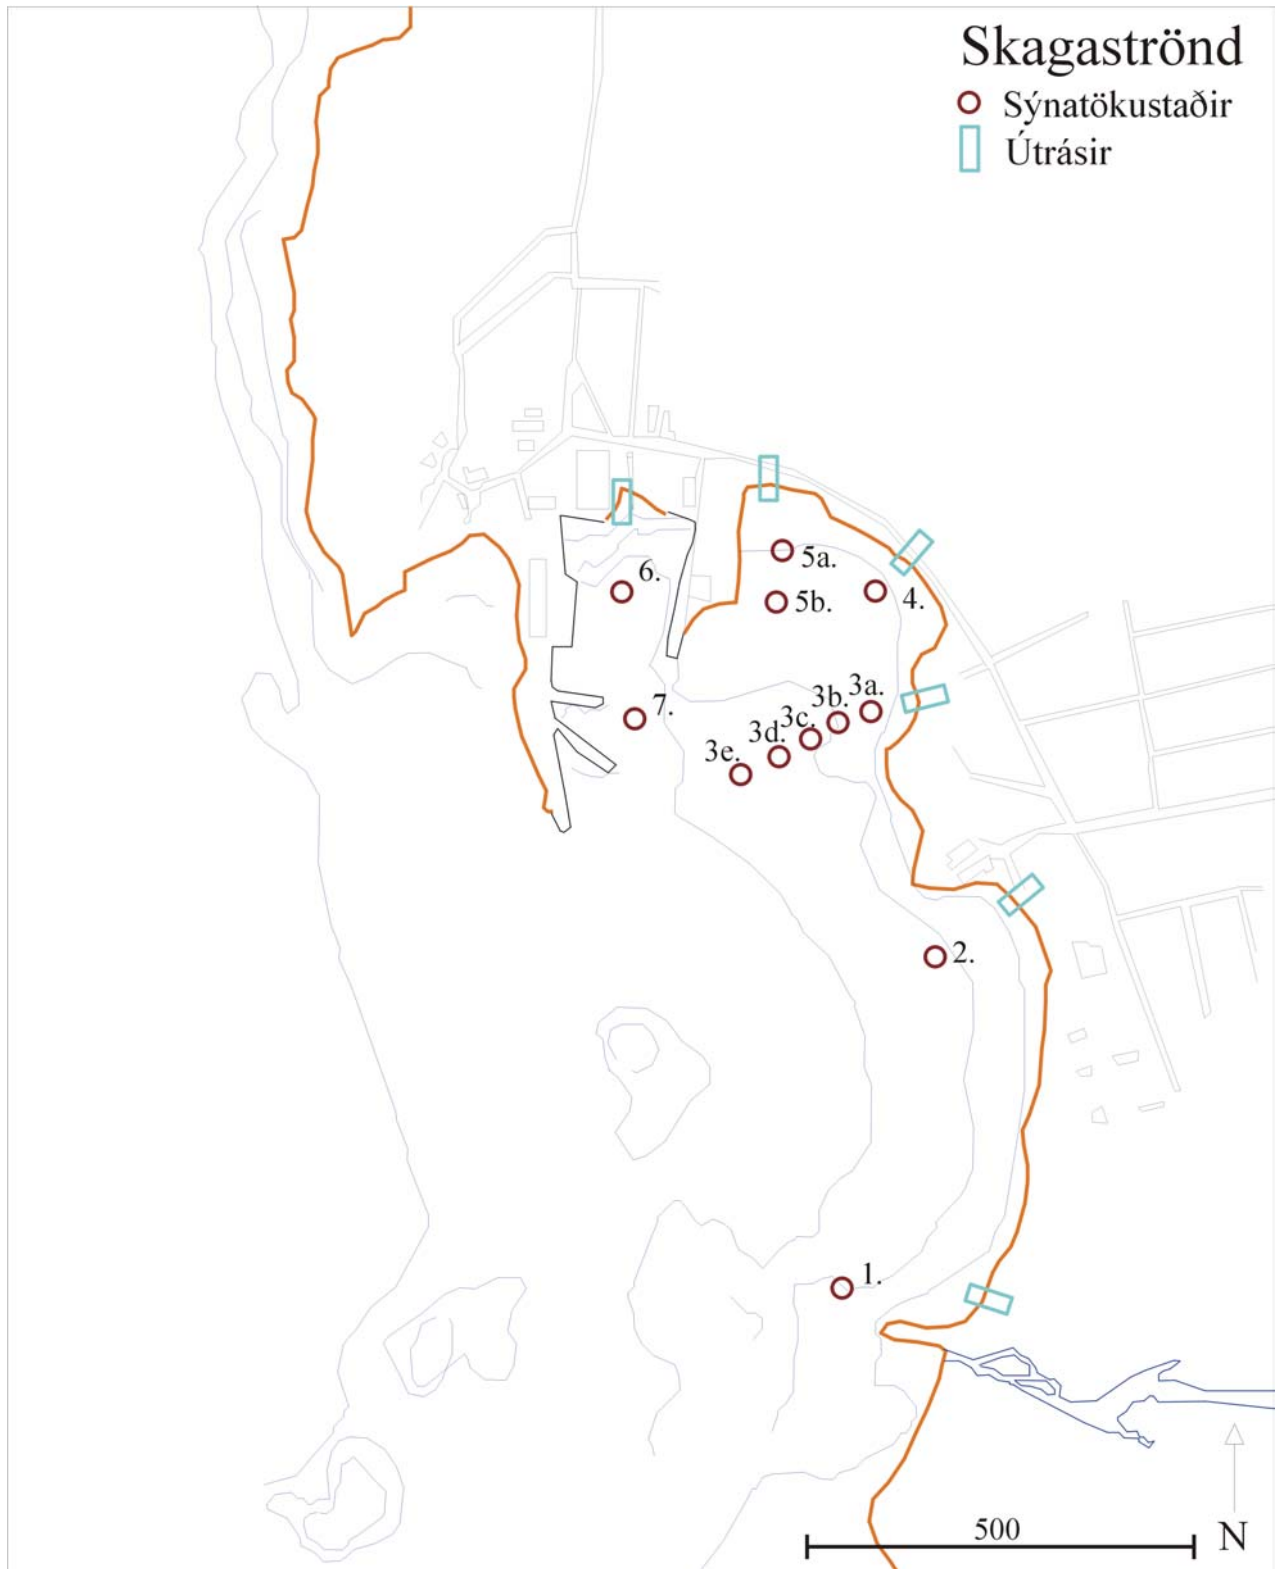 Skagaströnd
Sýnatökustaðir
Útrásir
5a.
6.
5b.
4.
3a.
3b.
7.
3c.
3d.
3e.
2.
1.
500
N